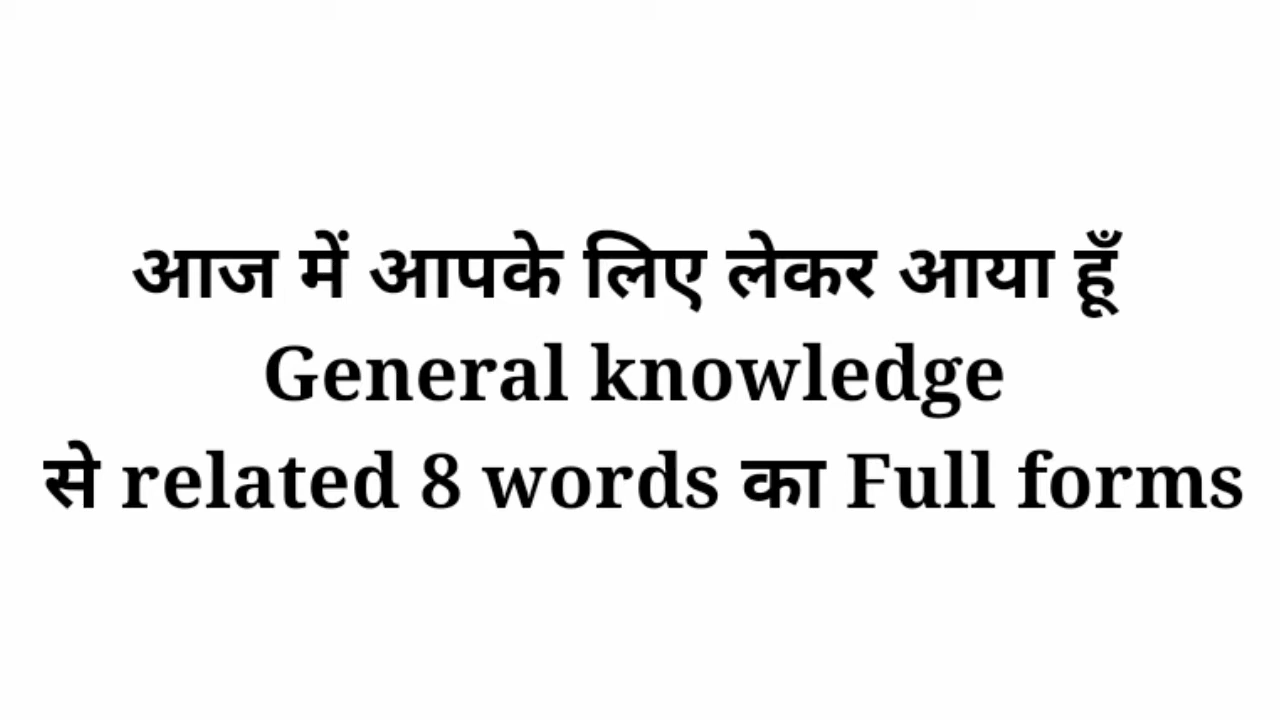 आज में आपके लिए लेकर आया हूँ
General knowledge
से related 8 words का Full forms